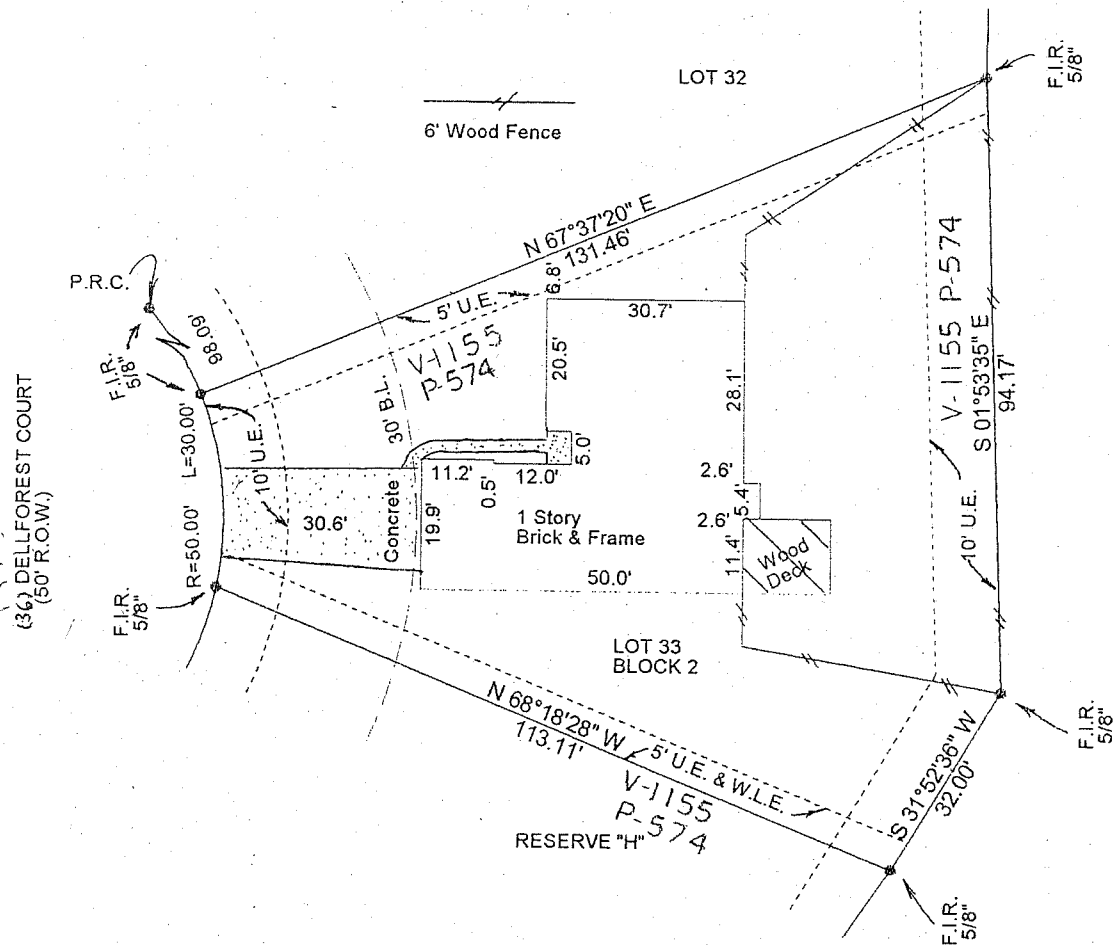 LOT 32
6' Wood Fence
F.I.R.
5/8"
P.R.C.
F.I.R.
5/8"
98.09'
N 67°37'20" E
131.46'
5' U.E.
6.8'
V-1155
P-574
30' B.L.
(36) DELLFOREST COURT
(50' R.O.W.)
R=50.00' L=30.00'
10' U.E.
F.I.R.
5/8"
30.6'
Concrete
19.9'
11.2'
0.5'
12.0'
5.0'
20.5'
30.7'
28.1'
2.6'
5.4'
2.6'
11.4'
1 Story
Brick & Frame
50.0'
Wood
Deck
V-1155 P-574
S 01°53'35" E
94.17'
10' U.E.
LOT 33
BLOCK 2
N 68°18'28" W
113.11'
5' U.E. & W.L.E.
V-1155
P-574
RESERVE "H"
S 31°52'36" W
32.00'
F.I.R.
5/8"
F.I.R.
5/8"